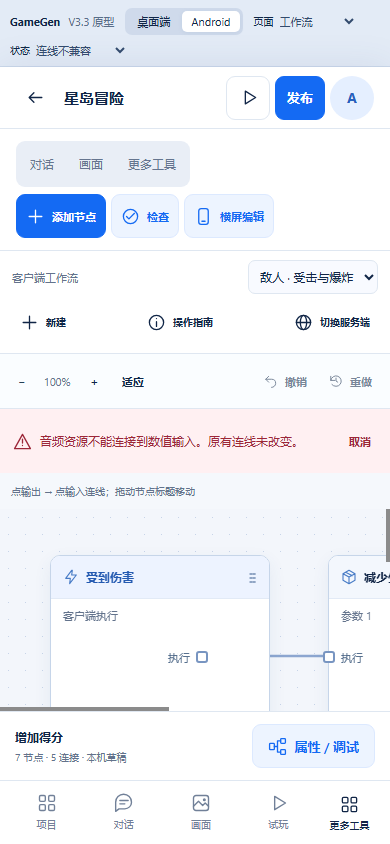 GameGen V3.3 原型 桌面端 Android 页面 工作流
状态 连线不兼容
星岛冒险 发布 A
对话 画面 更多工具
添加节点 检查 横屏编辑
客户端工作流 敌人 · 受击与爆炸
新建 操作指南 切换服务端
− 100% + 适应 撤销 重做
音频资源不能连接到数值输入。原有连线未改变。 取消
点输出 → 点输入连线；拖动节点标题移动
受到伤害 减少
客户端执行 参数 1
执行 执行
增加得分
7 节点 · 5 连接 · 本机草稿
属性 / 调试
项目 对话 画面 试玩 更多工具